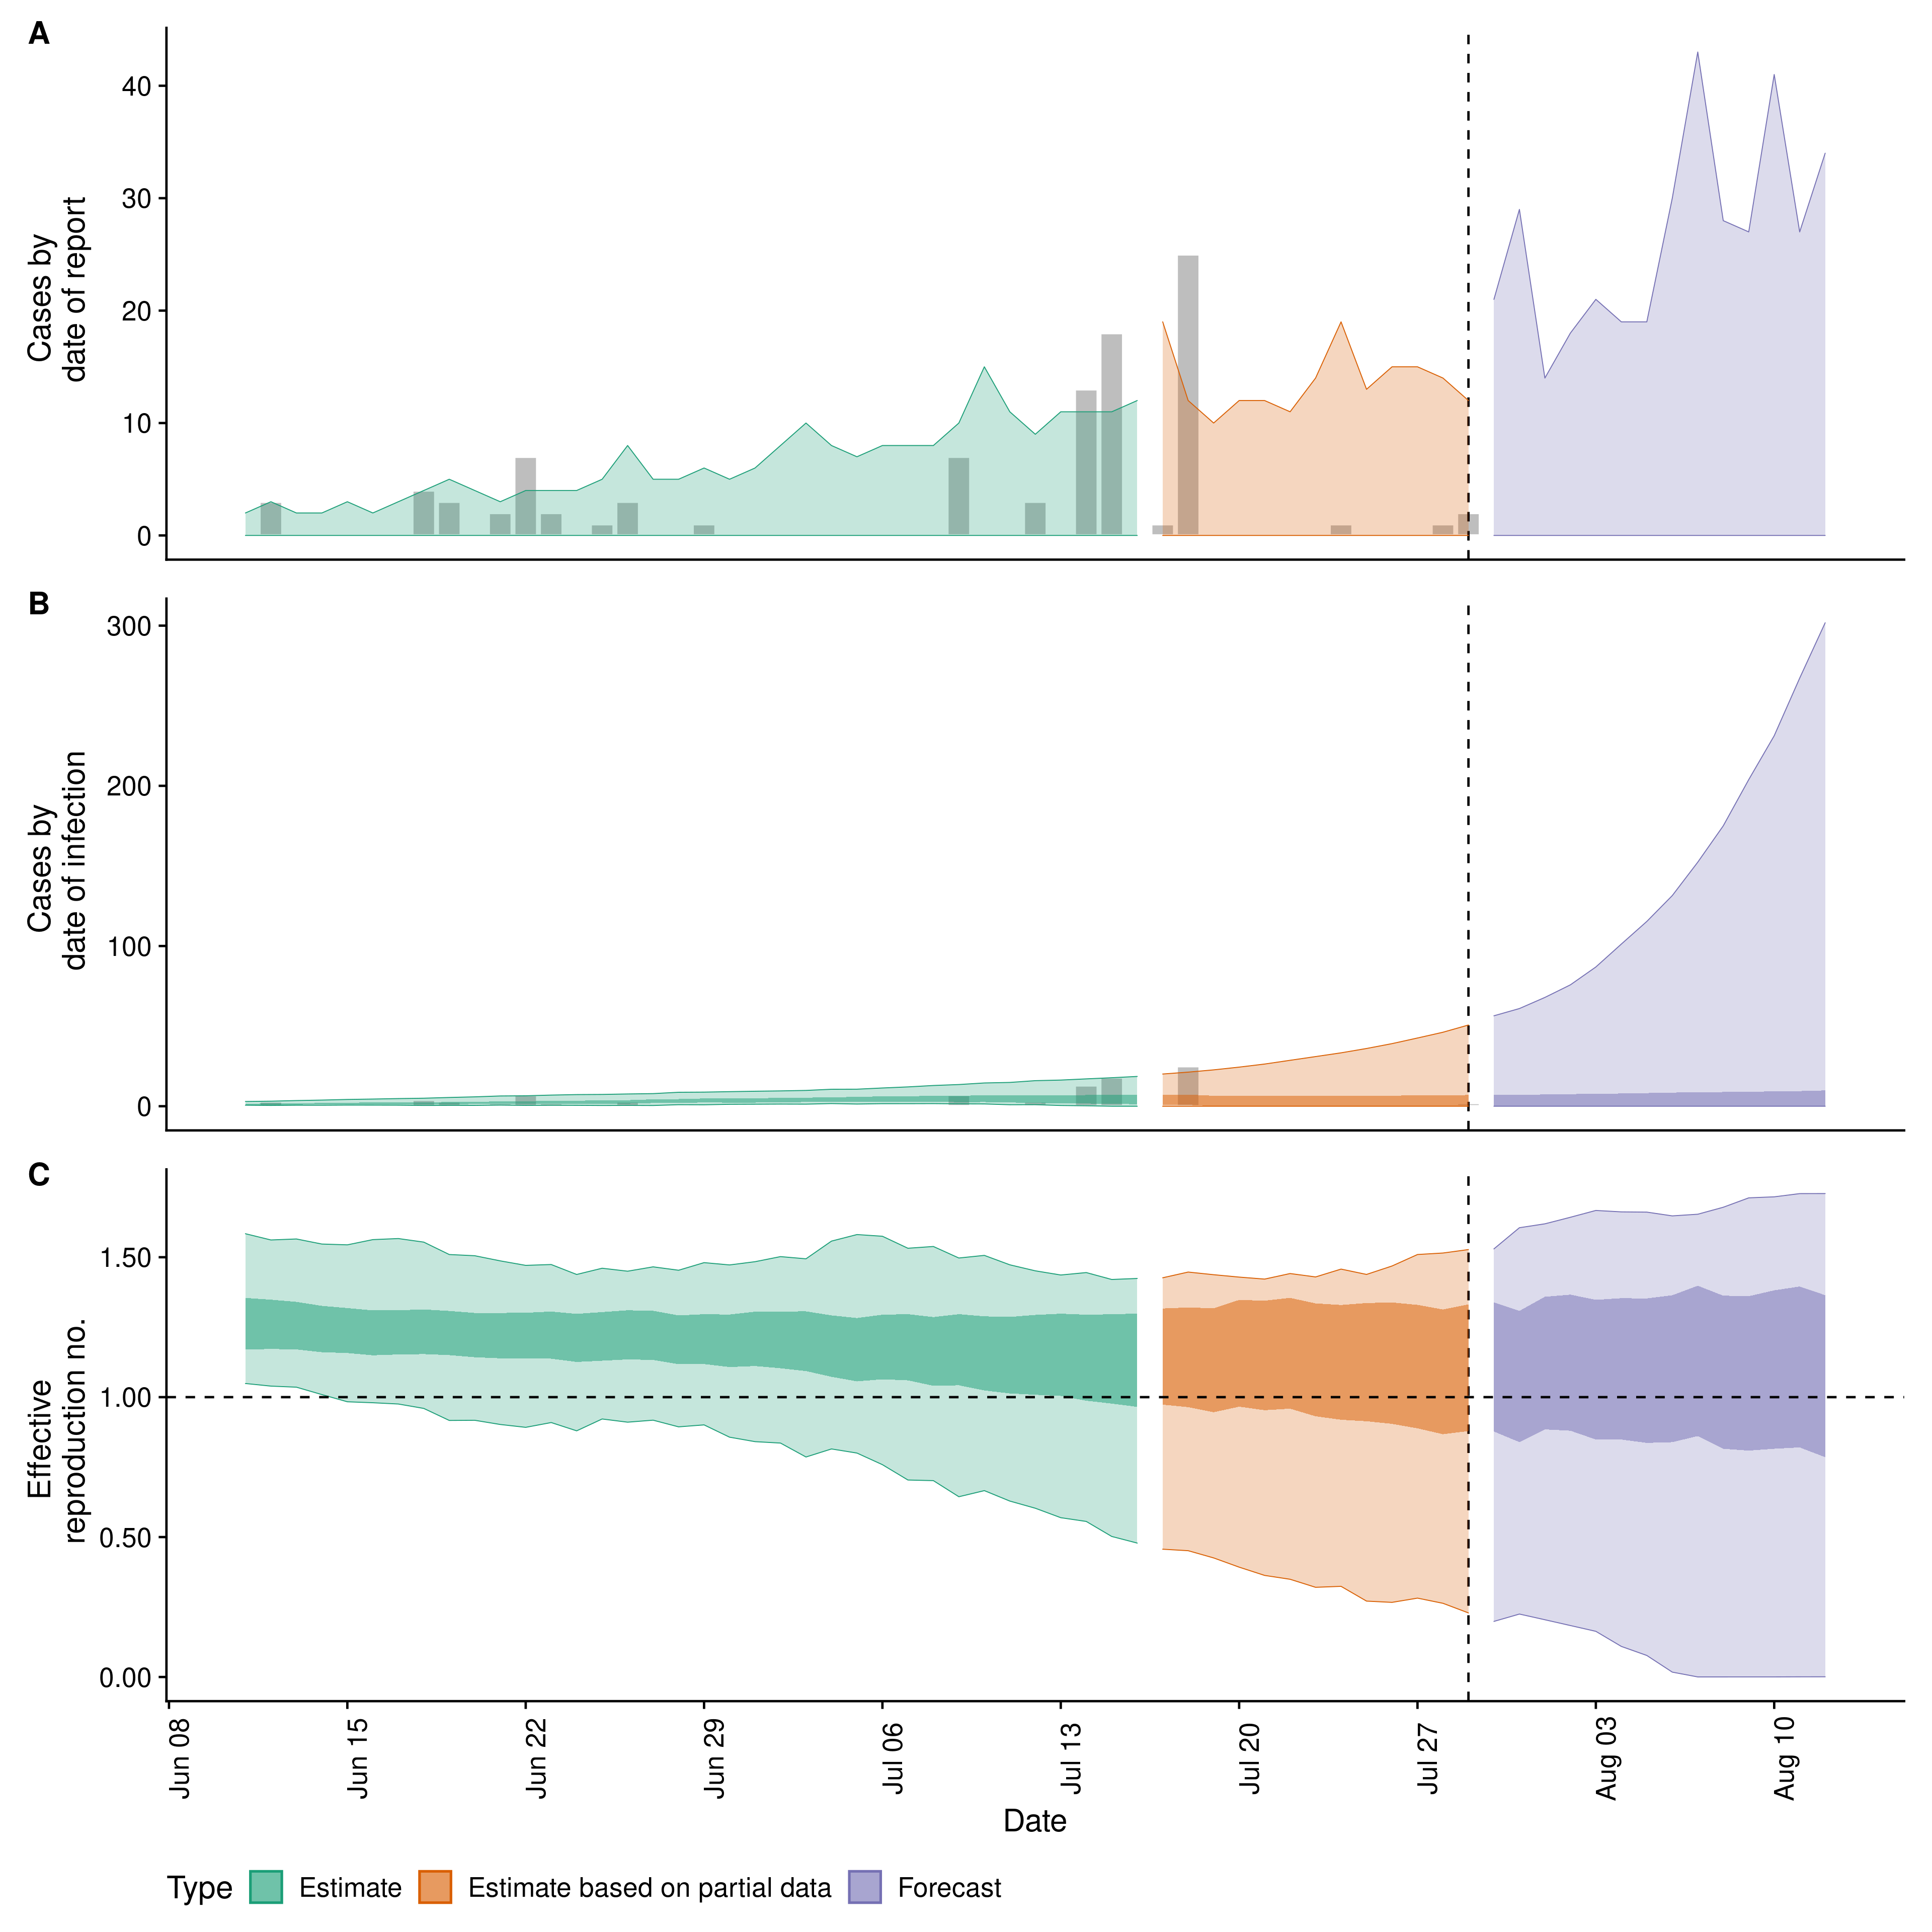 A
Cases by
date of report
40
30
20
10
0
B
Cases by
date of infection
300
200
100
0
C
Effective
reproduction no.
1.50
1.00
0.50
0.00
Jun 08
Jun 15
Jun 22
Jun 29
Jul 06
Jul 13
Jul 20
Jul 27
Aug 03
Aug 10
Date
Type Estimate Estimate based on partial data Forecast